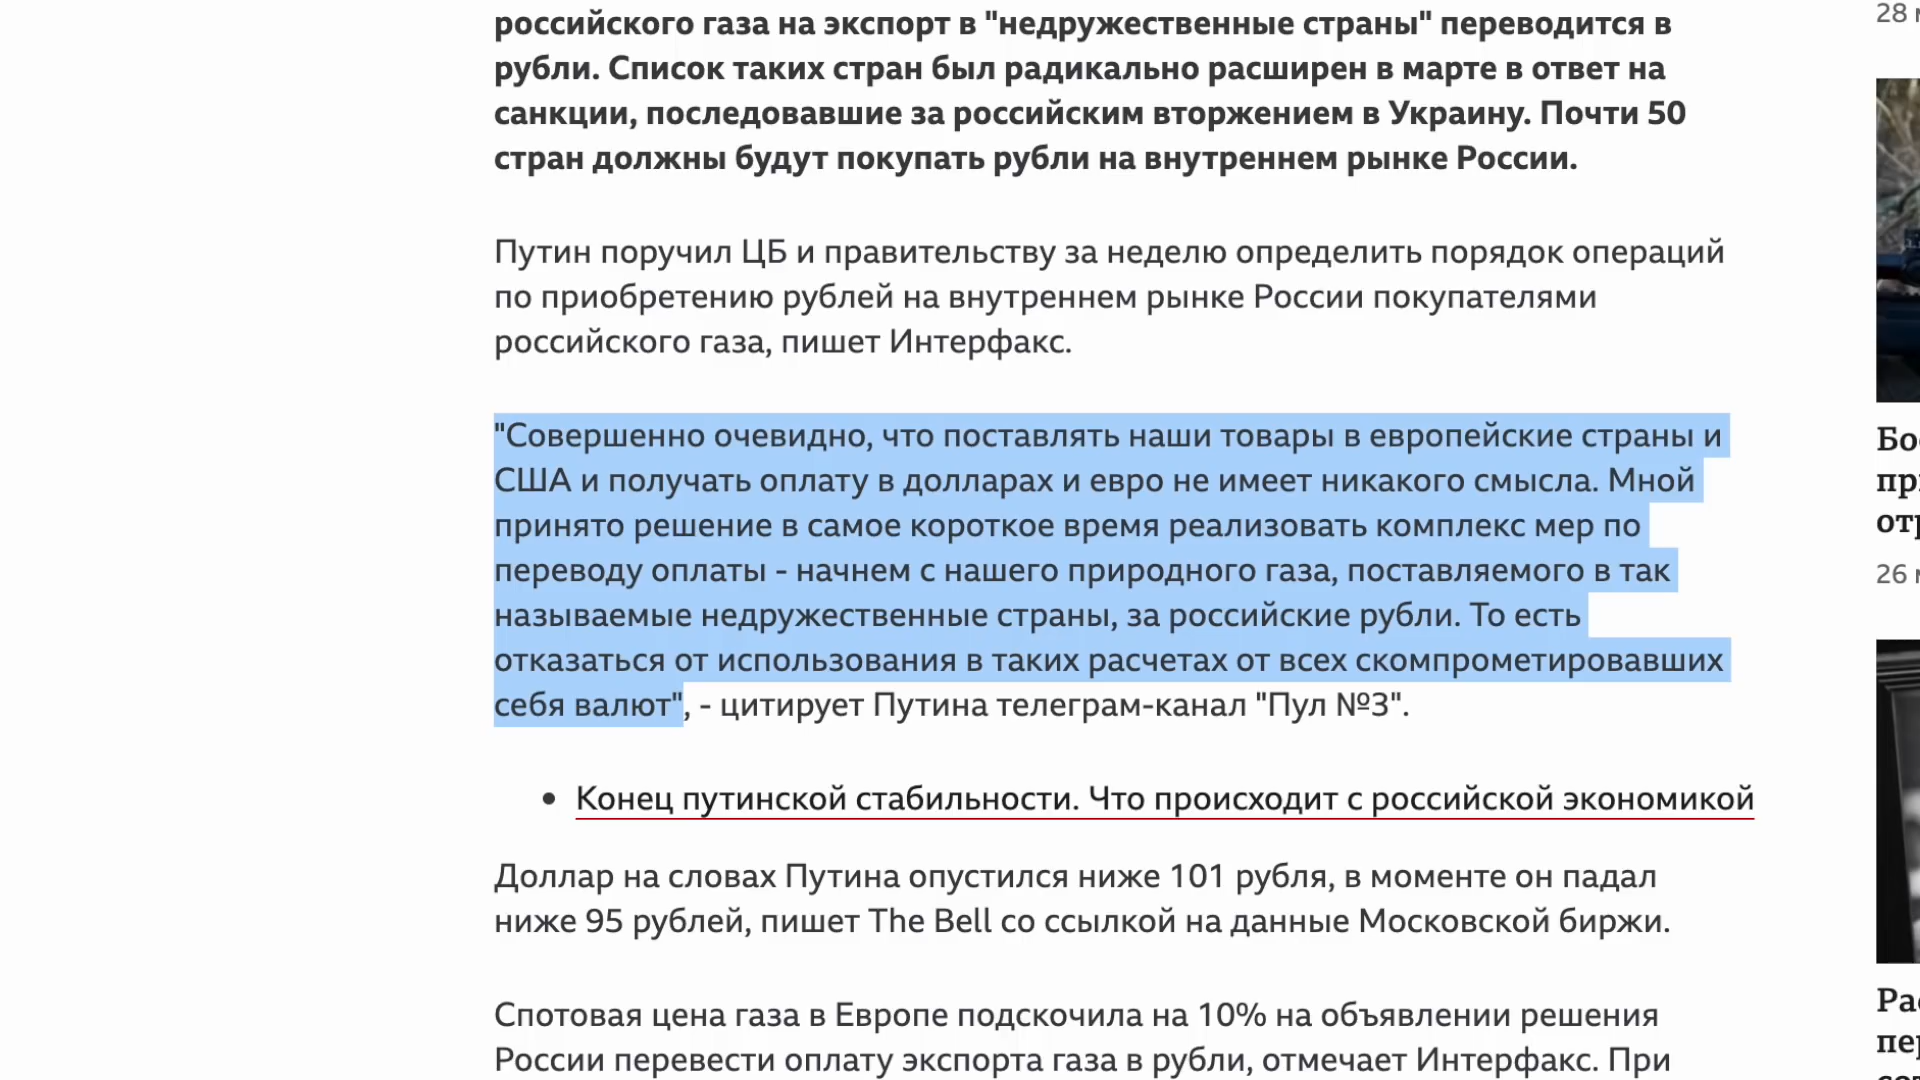 российского газа на экспорт в "недружественные страны" переводится в
рубли. Список таких стран был радикально расширен в марте в ответ на
санкции, последовавшие за российским вторжением в Украину. Почти 50
стран должны будут покупать рубли на внутреннем рынке России.
Путин поручил ЦБ и правительству за неделю определить порядок операций
по приобретению рублей на внутреннем рынке России покупателями
российского газа, пишет Интерфакс.
"Совершенно очевидно, что поставлять наши товары в европейские страны и
США и получать оплату в долларах и евро не имеет никакого смысла. Мной
принято решение в самое короткое время реализовать комплекс мер по
переводу оплаты - начнем с нашего природного газа, поставляемого в так
называемые недружественные страны, за российские рубли. То есть
отказаться от использования в таких расчетах от всех скомпрометировавших
себя валют", - цитирует Путина телеграм-канал "Пул №3".
• Конец путинской стабильности. Что происходит с российской экономикой
Доллар на словах Путина опустился ниже 101 рубля, в моменте он падал
ниже 95 рублей, пишет The Bell со ссылкой на данные Московской биржи.
Спотовая цена газа в Европе подскочила на 10% на объявлении решения
России перевести оплату экспорта газа в рубли, отмечает Интерфакс. При
28
26